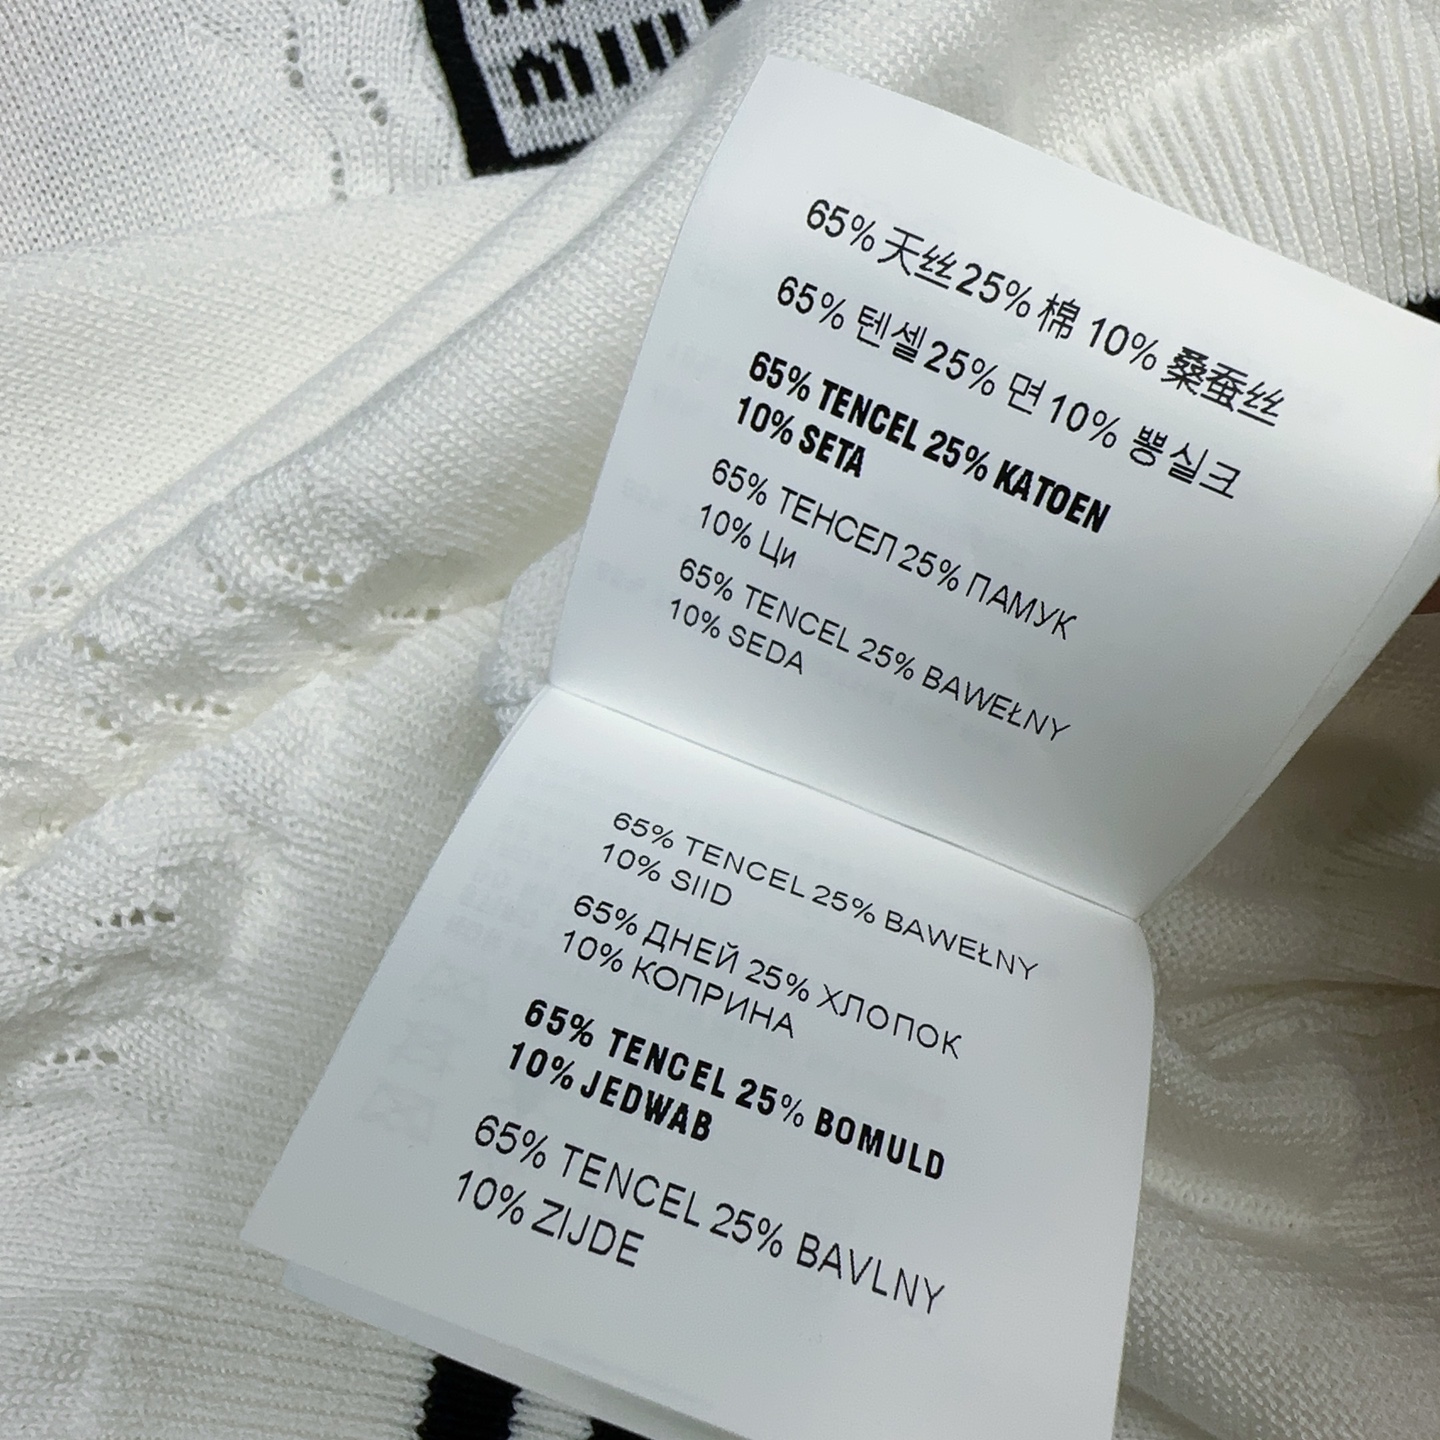 65% 天丝 25% 棉 10% 桑蚕丝
65% 텐셀 25% 면 10% 뽕실크
65% TENCEL 25% KATOEN
10% SETA
65% ТЕНСЕЛ 25% ПАМУК
10% Ци
65% TENCEL 25% BAWEŁNY
10% SEDA
65% TENCEL 25% BAWEŁNY
10% SIID
65% ДНЕЙ 25% ХЛОПОК
10% КОПРИНА
65% TENCEL 25% BOMULD
10% JEDWAB
65% TENCEL 25% BAVLNY
10% ZIJDE